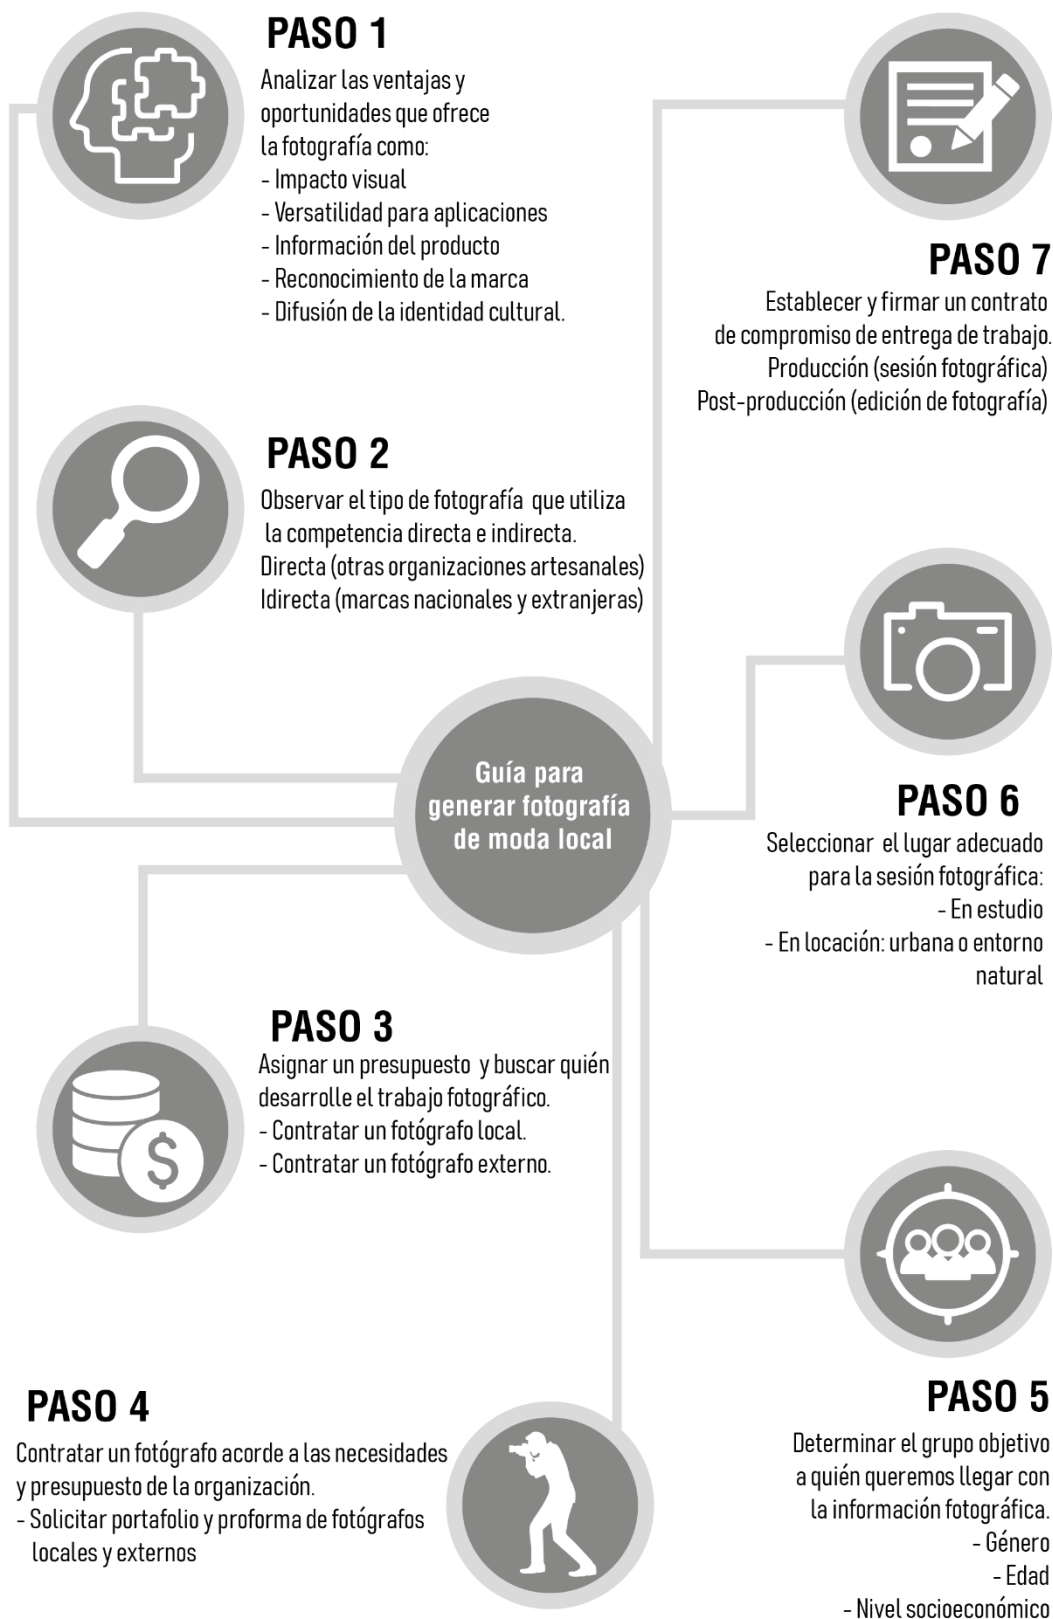 PASO 1
Analizar las ventajas y
oportunidades que ofrece
la fotografía como:
- Impacto visual
- Versatilidad para aplicaciones
- Información del producto
- Reconocimiento de la marca
- Difusión de la identidad cultural.
PASO 2
Observar el tipo de fotografía que utiliza
la competencia directa e indirecta.
Directa (otras organizaciones artesanales)
Idirecta (marcas nacionales y extranjeras)
Guía para
generar fotografía
de moda local
PASO 3
Asignar un presupuesto y buscar quién
desarrolle el trabajo fotográfico.
- Contratar un fotógrafo local.
- Contratar un fotógrafo externo.
$
PASO 4
Contratar un fotógrafo acorde a las necesidades
y presupuesto de la organización.
- Solicitar portafolio y proforma de fotógrafos
locales y externos
PASO 5
Determinar el grupo objetivo
a quién queremos llegar con
la información fotográfica.
- Género
- Edad
- Nivel socioeconómico
PASO 6
Seleccionar el lugar adecuado
para la sesión fotográfica:
- En estudio
- En locación: urbana o entorno
natural
PASO 7
Establecer y firmar un contrato
de compromiso de entrega de trabajo.
Producción (sesión fotográfica)
Post-producción (edición de fotografía)